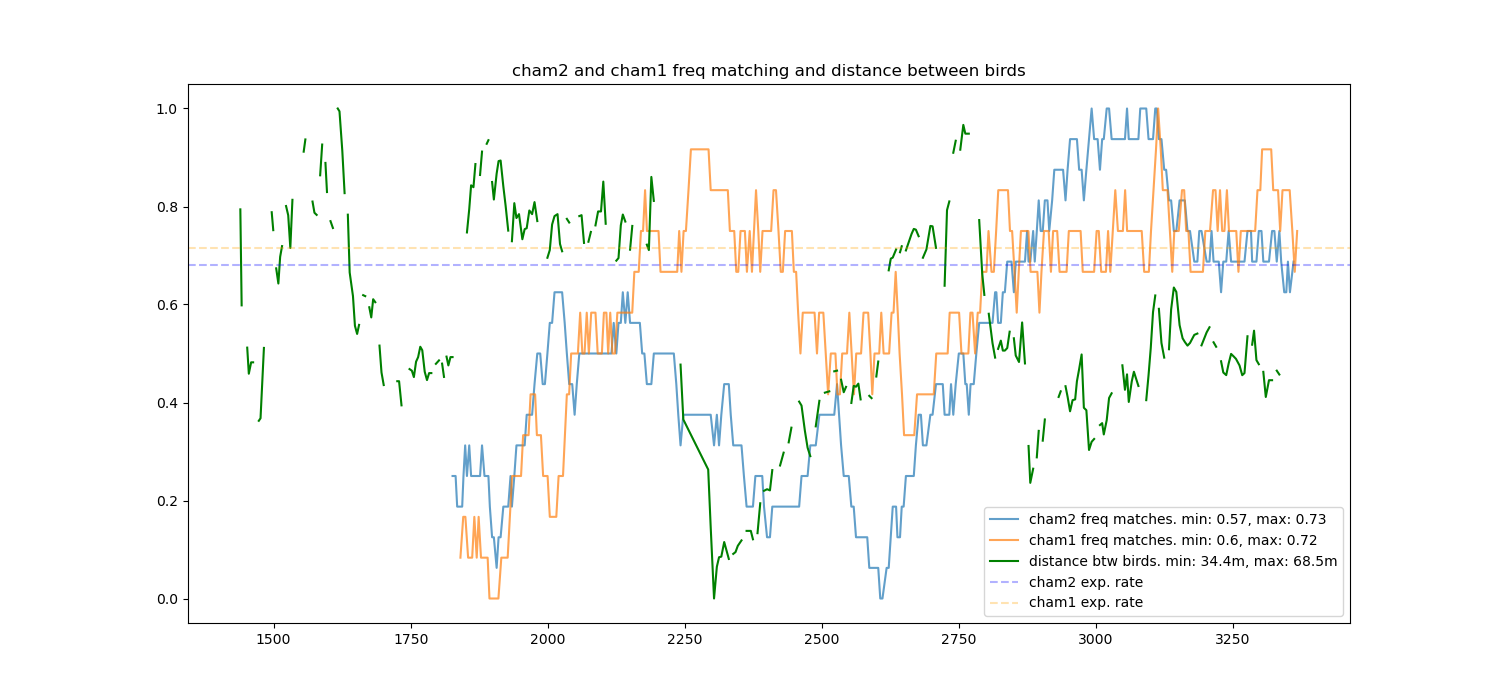 cham2 and cham1 freq matching and distance between birds
1.0
0.8
0.6
0.4
0.2
0.0
1500 1750 2000 2250 2500 2750 3000 3250
cham2 freq matches. min: 0.57, max: 0.73
cham1 freq matches. min: 0.6, max: 0.72
distance btw birds. min: 34.4m, max: 68.5m
cham2 exp. rate
cham1 exp. rate